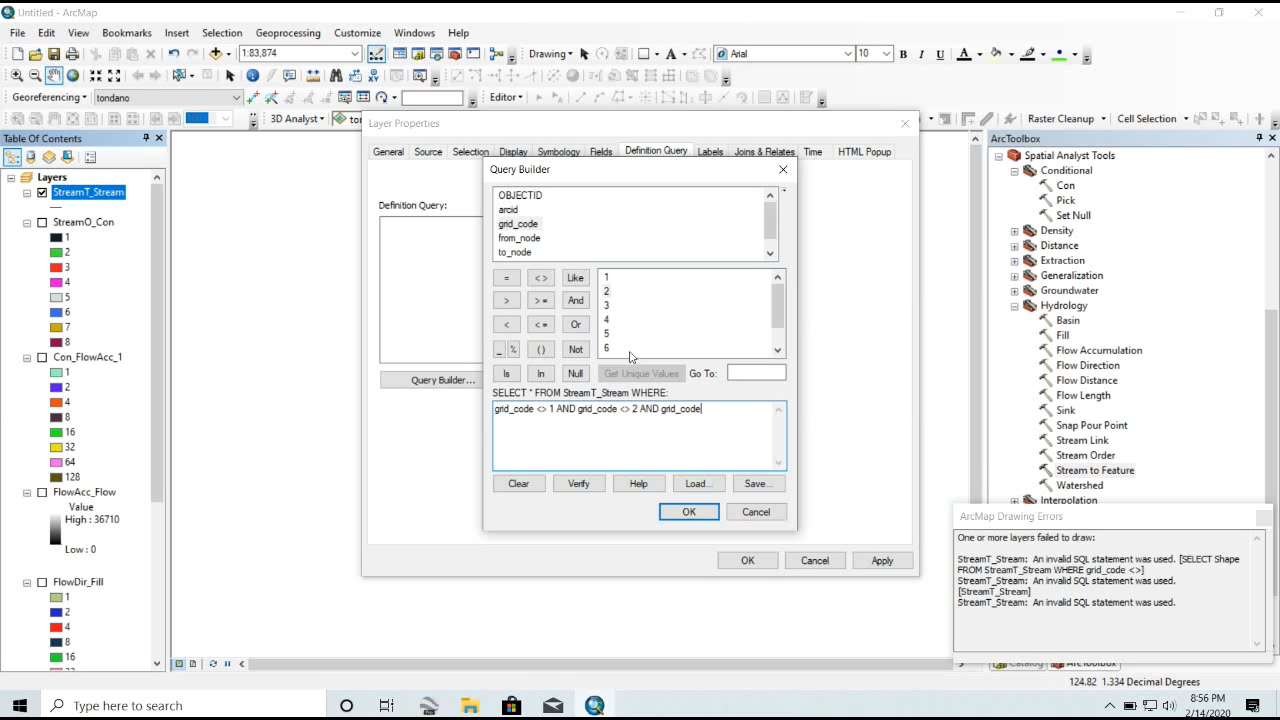 Untitled - ArcMap
File Edit View Bookmarks Insert Selection Geoprocessing Customize Windows Help
1:83,874 Drawing Arial 10 B I U A
Georeferencing tondano Editor
3D Analyst Raster Cleanup Cell Selection
Table Of Contents
Layers
StreamT_Stream
StreamO_Con
1
2
3
4
5
6
7
8
Con_FlowAcc_1
1
2
4
8
16
32
64
128
FlowAcc_Flow
Value
High : 36710
Low : 0
FlowDir_Fill
1
2
4
8
16
Layer Properties
General Source Selection Display Symbology Fields Definition Query Labels Joins & Relates Time HTML Popup
Definition Query:
Query Builder...
OK Cancel Apply
Query Builder
OBJECTID
arcid
grid_code
from_node
to_node
= < > Like
> > = And
< < = Or
_ % ( ) Not
Is In Null
1
2
3
4
5
6
Get Unique Values Go To:
SELECT * FROM StreamT_Stream WHERE:
grid_code <> 1 AND grid_code <> 2 AND grid_code
Clear Verify Help Load... Save...
OK Cancel
ArcToolbox
Spatial Analyst Tools
Conditional
Con
Pick
Set Null
Density
Distance
Extraction
Generalization
Groundwater
Hydrology
Basin
Fill
Flow Accumulation
Flow Direction
Flow Distance
Flow Length
Sink
Snap Pour Point
Stream Link
Stream Order
Stream to Feature
Watershed
Interpolation
ArcMap Drawing Errors
One or more layers failed to draw:
StreamT_Stream: An invalid SQL statement was used. [SELECT Shape
FROM StreamT_Stream WHERE grid_code <>]
StreamT_Stream: An invalid SQL statement was used.
[StreamT_Stream]
StreamT_Stream: An invalid SQL statement was used.
Catalog ArcToolbox
124.82 1.334 Decimal Degrees
Type here to search
8:56 PM
2/14/2020